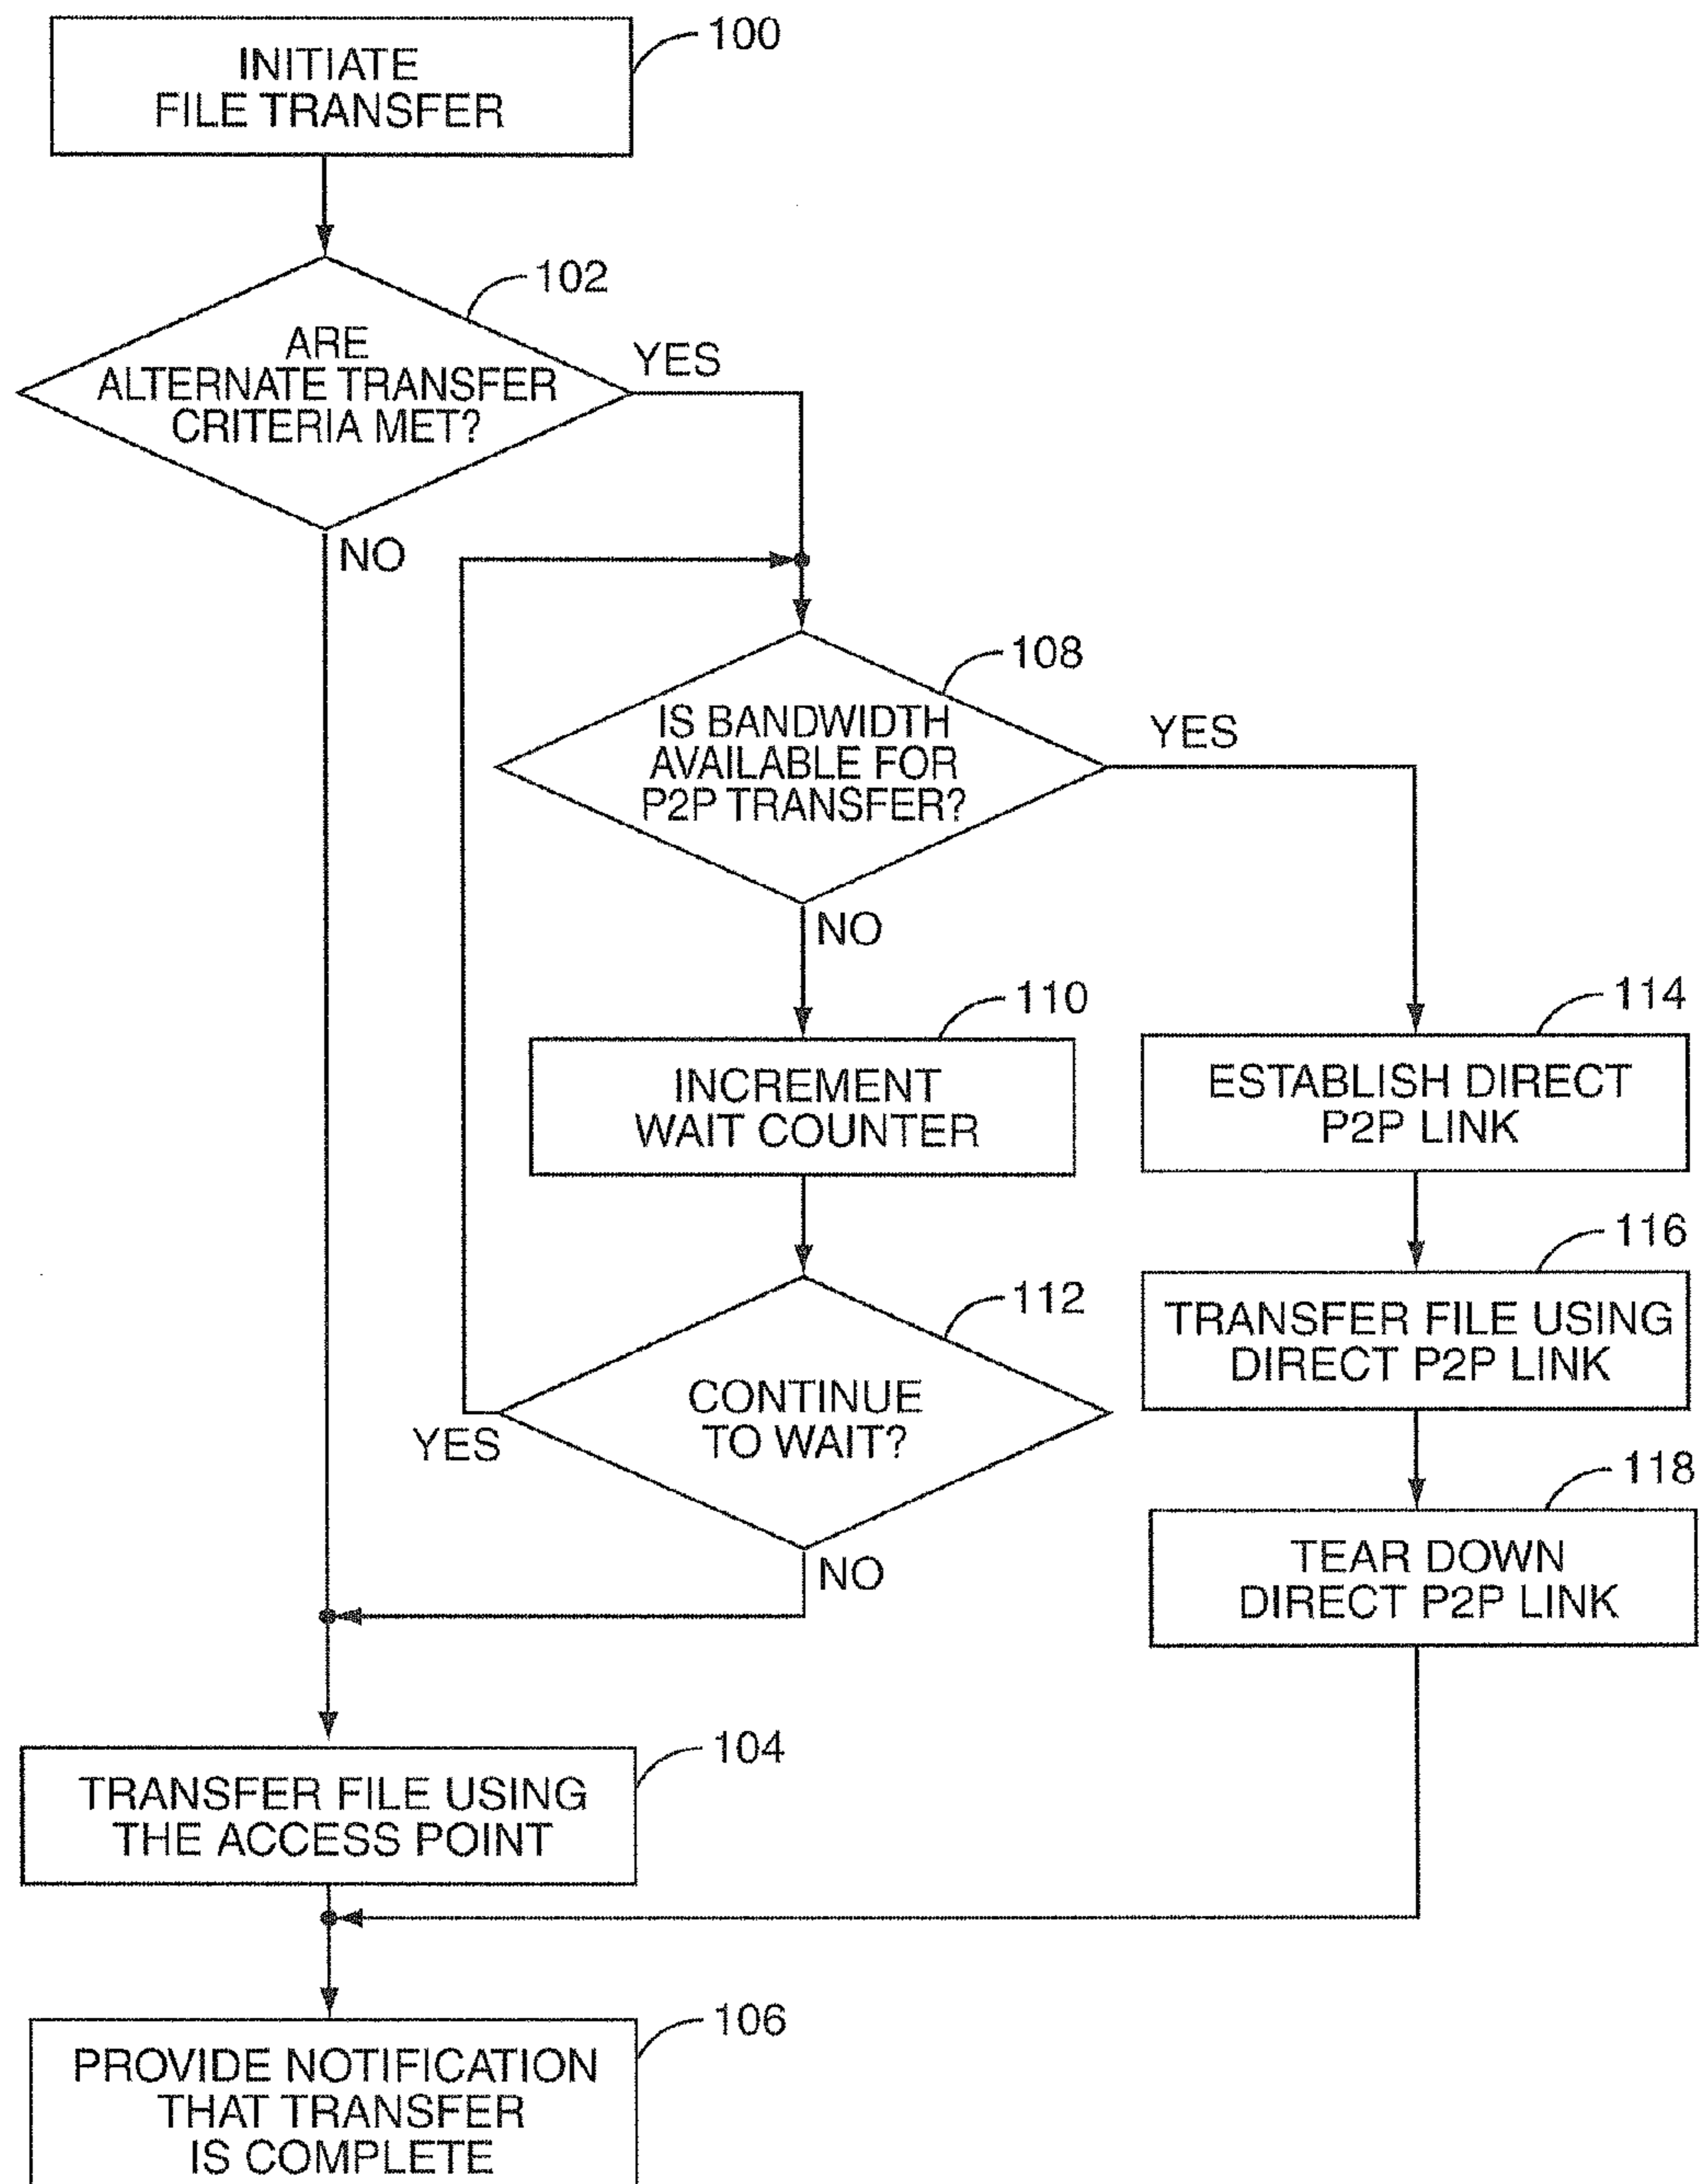 100
INITIATE
FILE TRANSFER
102
ARE
ALTERNATE TRANSFER
CRITERIA MET?
YES
NO
108
IS BANDWIDTH
AVAILABLE FOR
P2P TRANSFER?
YES
NO
110
INCREMENT
WAIT COUNTER
114
ESTABLISH DIRECT
P2P LINK
116
TRANSFER FILE USING
DIRECT P2P LINK
112
CONTINUE
TO WAIT?
YES
NO
118
TEAR DOWN
DIRECT P2P LINK
104
TRANSFER FILE USING
THE ACCESS POINT
106
PROVIDE NOTIFICATION
THAT TRANSFER
IS COMPLETE